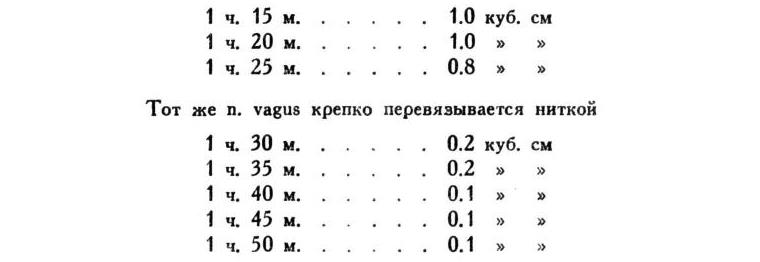 1 ч. 15 м. . . . . . 1.0 куб. см
1 ч. 20 м. . . . . . 1.0 » »
1 ч. 25 м. . . . . . 0.8 » »
Тот же n. vagus крепко перевязывается ниткой
1 ч. 30 м. . . . . . 0.2 куб. см
1 ч. 35 м. . . . . . 0.2 » »
1 ч. 40 м. . . . . . 0.1 » »
1 ч. 45 м. . . . . . 0.1 » »
1 ч. 50 м. . . . . . 0.1 » »